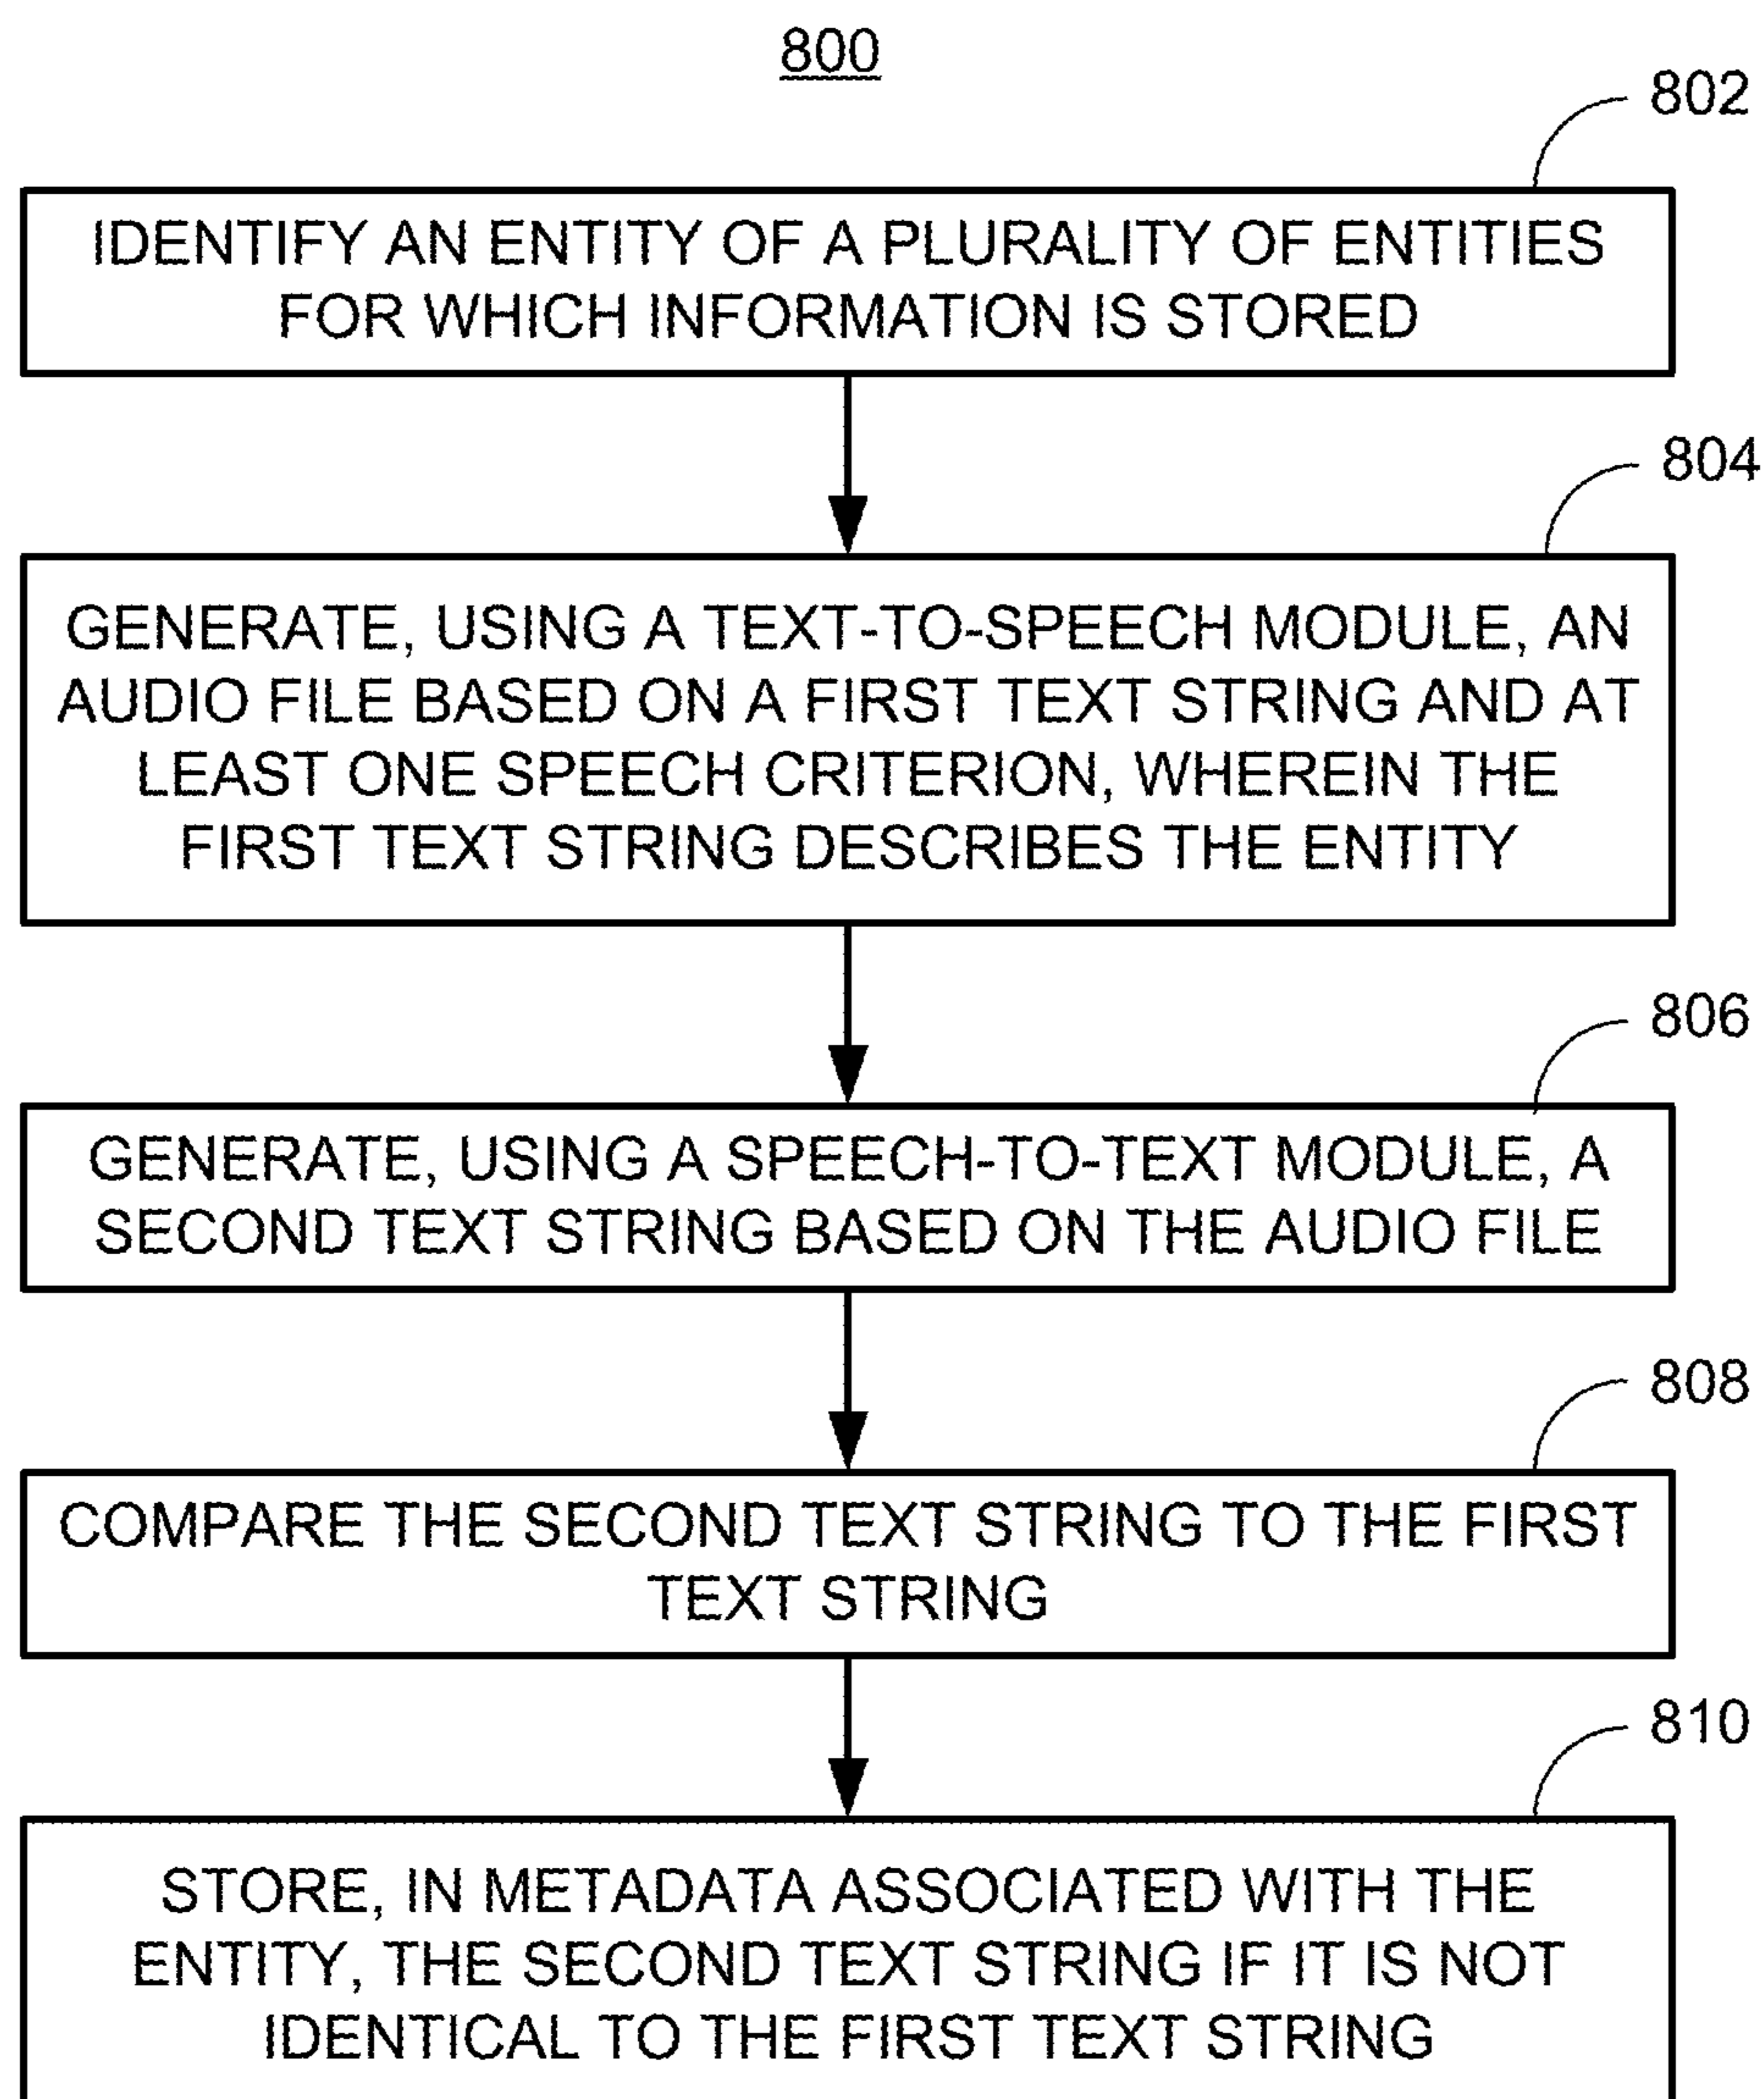 800
802
IDENTIFY AN ENTITY OF A PLURALITY OF ENTITIES
FOR WHICH INFORMATION IS STORED
804
GENERATE, USING A TEXT-TO-SPEECH MODULE, AN
AUDIO FILE BASED ON A FIRST TEXT STRING AND AT
LEAST ONE SPEECH CRITERION, WHEREIN THE
FIRST TEXT STRING DESCRIBES THE ENTITY
806
GENERATE, USING A SPEECH-TO-TEXT MODULE, A
SECOND TEXT STRING BASED ON THE AUDIO FILE
808
COMPARE THE SECOND TEXT STRING TO THE FIRST
TEXT STRING
810
STORE, IN METADATA ASSOCIATED WITH THE
ENTITY, THE SECOND TEXT STRING IF IT IS NOT
IDENTICAL TO THE FIRST TEXT STRING